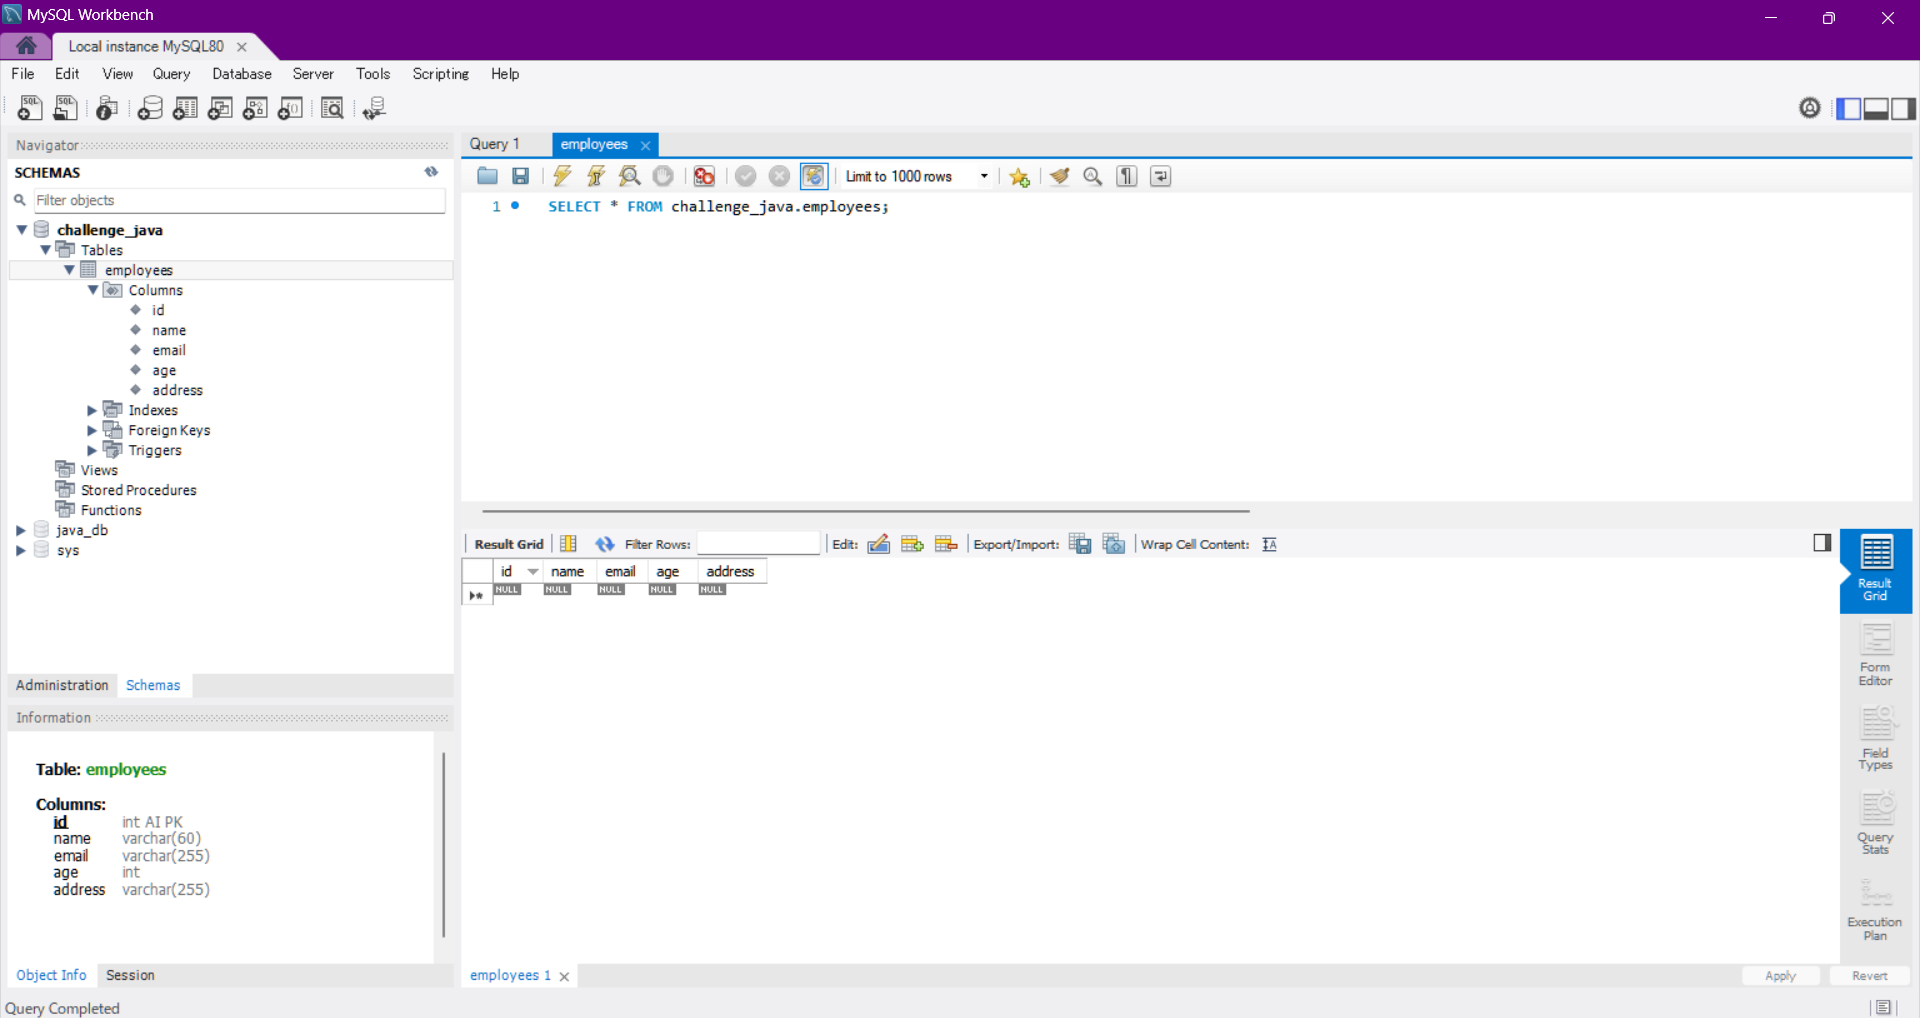 MySQL Workbench
Local instance MySQL80
File Edit View Query Database Server Tools Scripting Help
Navigator
SCHEMAS
Filter objects
challenge_java
Tables
employees
Columns
id
name
email
age
address
Indexes
Foreign Keys
Triggers
Views
Stored Procedures
Functions
java_db
sys
Administration Schemas
Information
Table: employees
Columns:
id int AI PK
name varchar(60)
email varchar(255)
age int
address varchar(255)
Object Info Session
Query Completed
Query 1 employees
Limit to 1000 rows
1 SELECT * FROM challenge_java.employees;
Result Grid Filter Rows: Edit: Export/Import: Wrap Cell Content:
id name email age address
NULL NULL NULL NULL NULL
Result
Grid
Form
Editor
Field
Types
Query
Stats
Execution
Plan
employees 1
Apply Revert